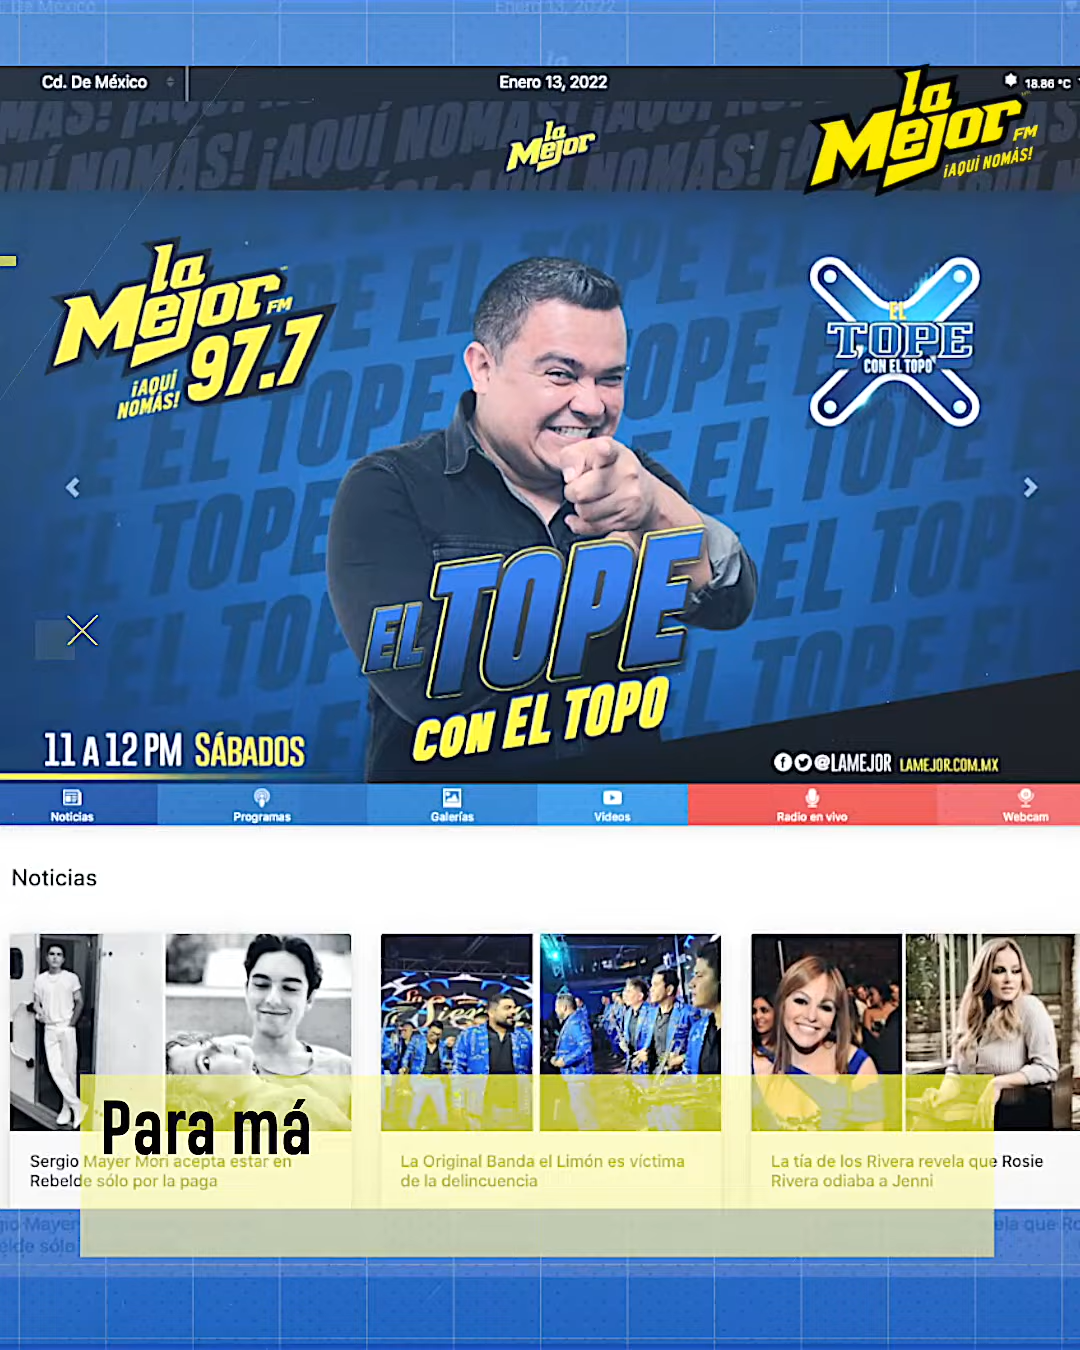 Cd. De México
Enero 13, 2022
18.86 °C
la Mejor
la Mejor FM
¡AQUÍ NOMÁS!
la Mejor FM
97.7
¡AQUÍ NOMÁS!
EL TOPE
CON EL TOPO
EL TOPE
CON EL TOPO
11 A 12 PM SÁBADOS
@LAMEJOR LAMEJOR.COM.MX
Noticias
Programas
Galerías
Videos
Radio en vivo
Webcam
Noticias
Para má
Sergio Mayer Mori acepta estar en
Rebelde sólo por la paga
La Original Banda el Limón es víctima
de la delincuencia
La tía de los Rivera revela que Rosie
Rivera odiaba a Jenni